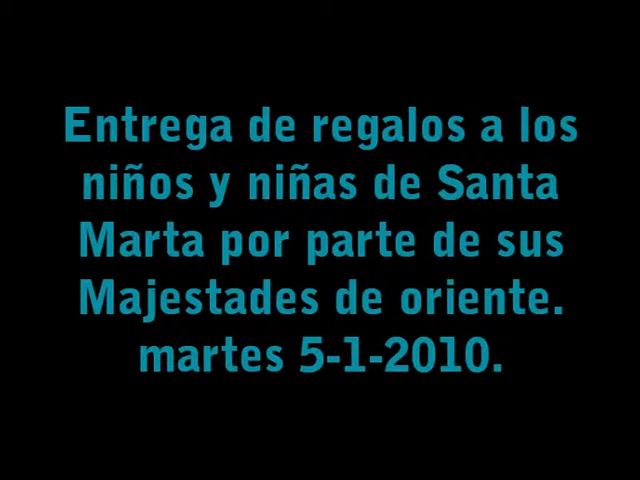 Entrega de regalos a los
niños y niñas de Santa
Marta por parte de sus
Majestades de oriente.
martes 5-1-2010.